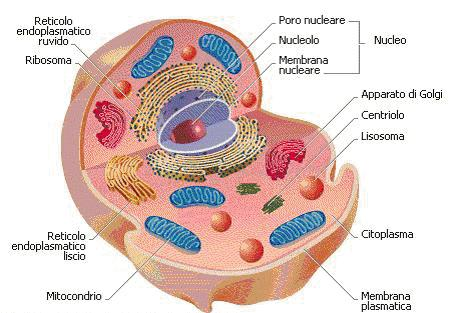 Reticolo
endoplasmatico
ruvido
Ribosoma
Poro nucleare
Nucleolo
Membrana
nucleare
Nucleo
Apparato di Golgi
Centriolo
Lisosoma
Reticolo
endoplasmatico
liscio
Mitocondrio
Citoplasma
Membrana
plasmatica